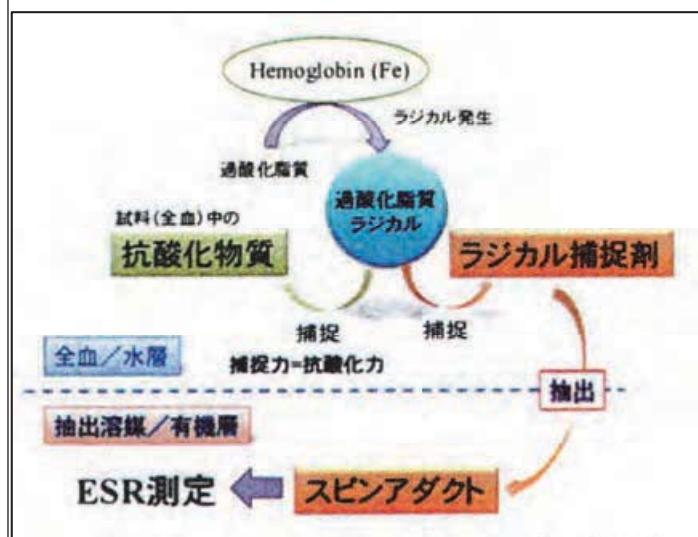 Hemoglobin (Fe)
ラジカル発生
過酸化脂質
過酸化脂質
ラジカル
試料(全血)中の
抗酸化物質
ラジカル捕捉剤
捕捉
捕捉
捕捉力=抗酸化力
全血/水層
抽出
抽出溶媒/有機層
ESR測定
スピンアダクト